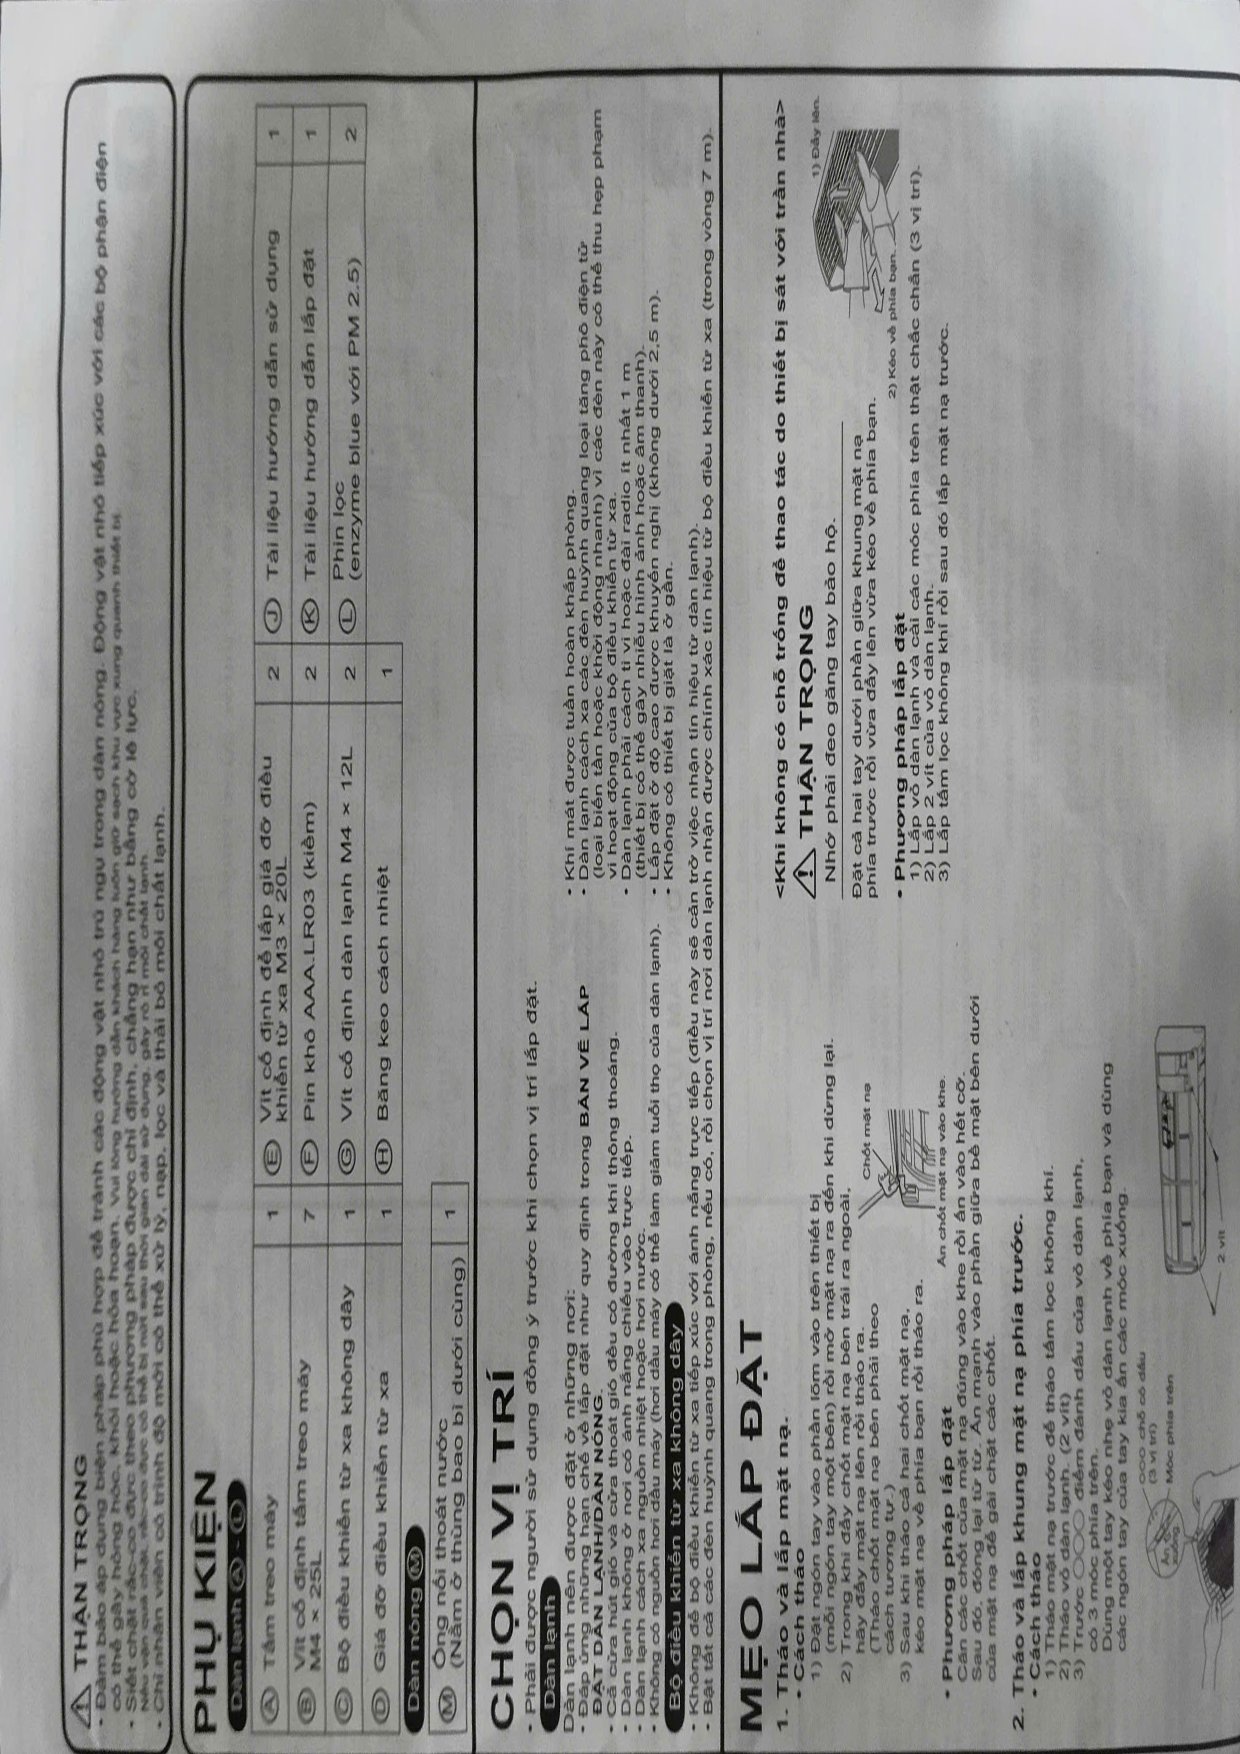 ⚠ THẬN TRỌNG
• Đảm bảo áp dụng biện pháp phù hợp để tránh các động vật nhỏ trú ngụ trong dàn nóng. Động vật nhỏ tiếp xúc với các bộ phận điện
có thể gây hỏng hóc, khói hoặc hỏa hoạn. Vui lòng hướng dẫn khách hàng luôn giữ sạch khu vực xung quanh thiết bị.
• Siết chặt rắc-co đực theo phương pháp được chỉ định, chẳng hạn như bằng cờ lê lực.
Nếu vặn quá chặt, rắc-co đực có thể bị nứt sau thời gian dài sử dụng, gây rò rỉ môi chất lạnh.
• Chỉ nhân viên có trình độ mới có thể xử lý, nạp, lọc và thải bỏ môi chất lạnh.
PHỤ KIỆN
Dàn lạnh Ⓐ - Ⓛ
Ⓐ Tấm treo máy 1
Ⓑ Vít cố định tấm treo máy
M4 × 25L 7
Ⓒ Bộ điều khiển từ xa không dây 1
Ⓓ Giá đỡ điều khiển từ xa 1
Ⓔ Vít cố định để lắp giá đỡ điều
khiển từ xa M3 × 20L 2
Ⓕ Pin khô AAA.LR03 (kiềm) 2
Ⓖ Vít cố định dàn lạnh M4 × 12L 2
Ⓗ Băng keo cách nhiệt 1
Ⓙ Tài liệu hướng dẫn sử dụng 1
Ⓚ Tài liệu hướng dẫn lắp đặt 1
Ⓛ Phin lọc
(enzyme blue với PM 2.5) 2
Dàn nóng Ⓜ
Ⓜ Ống nối thoát nước
(Nằm ở thùng bao bì dưới cùng) 1
CHỌN VỊ TRÍ
• Phải được người sử dụng đồng ý trước khi chọn vị trí lắp đặt.
Dàn lạnh
Dàn lạnh nên được đặt ở những nơi:
• Đáp ứng những hạn chế về lắp đặt như quy định trong BẢN VẼ LẮP
ĐẶT DÀN LẠNH/DÀN NÓNG.
• Cả cửa hút gió và cửa thoát gió đều có đường khí thông thoáng.
• Dàn lạnh không ở nơi có ánh nắng chiếu vào trực tiếp.
• Dàn lạnh cách xa nguồn nhiệt hoặc hơi nước.
• Không có nguồn hơi dầu máy (hơi dầu máy có thể làm giảm tuổi thọ của dàn lạnh).
• Khí mát được tuần hoàn khắp phòng.
• Dàn lạnh cách xa các đèn huỳnh quang loại tăng phô điện tử
(loại biến tần hoặc khởi động nhanh) vì các đèn này có thể thu hẹp phạm
vi hoạt động của bộ điều khiển từ xa.
• Dàn lạnh phải cách ti vi hoặc đài radio ít nhất 1 m
(thiết bị có thể gây nhiễu hình ảnh hoặc âm thanh).
• Lắp đặt ở độ cao được khuyến nghị (không dưới 2,5 m).
• Không có thiết bị giặt là ở gần.
Bộ điều khiển từ xa không dây
• Không để bộ điều khiển từ xa tiếp xúc với ánh nắng trực tiếp (điều này sẽ cản trở việc nhận tín hiệu từ dàn lạnh).
• Bật tất cả các đèn huỳnh quang trong phòng, nếu có, rồi chọn vị trí nơi dàn lạnh nhận được chính xác tín hiệu từ bộ điều khiển từ xa (trong vòng 7 m).
MẸO LẮP ĐẶT
1. Tháo và lắp mặt nạ.
• Cách tháo
1) Đặt ngón tay vào phần lõm vào trên thiết bị
(mỗi ngón tay một bên) rồi mở mặt nạ ra đến khi dừng lại.
2) Trong khi đẩy chốt mặt nạ bên trái ra ngoài,
hãy đẩy mặt nạ lên rồi tháo ra.
(Tháo chốt mặt nạ bên phải theo
cách tương tự.)
3) Sau khi tháo cả hai chốt mặt nạ,
kéo mặt nạ về phía bạn rồi tháo ra.
Chốt mặt nạ
Ấn chốt mặt nạ vào khe.
• Phương pháp lắp đặt
Căn các chốt của mặt nạ đúng vào khe rồi ấn vào hết cỡ.
Sau đó, đóng lại từ từ. Ấn mạnh vào phần giữa bề mặt bên dưới
của mặt nạ để gài chặt các chốt.
2. Tháo và lắp khung mặt nạ phía trước.
• Cách tháo
1) Tháo mặt nạ trước để tháo tấm lọc không khí.
2) Tháo vỏ dàn lạnh. (2 vít)
3) Trước ○○○ điểm đánh dấu của vỏ dàn lạnh,
có 3 móc phía trên.
Dùng một tay kéo nhẹ vỏ dàn lạnh về phía bạn và dùng
các ngón tay của tay kia ấn các móc xuống.
○○○ chỗ có dấu
(3 vị trí)
Móc phía trên
Ấn
xuống
2 vít
<Khi không có chỗ trống để thao tác do thiết bị sát với trần nhà>
⚠ THẬN TRỌNG
Nhớ phải đeo găng tay bảo hộ.
Đặt cả hai tay dưới phần giữa khung mặt nạ
phía trước rồi vừa đẩy lên vừa kéo về phía bạn.
1) Đẩy lên.
2) Kéo về phía bạn.
• Phương pháp lắp đặt
1) Lắp vỏ dàn lạnh và cài các móc phía trên thật chắc chắn (3 vị trí).
2) Lắp 2 vít của vỏ dàn lạnh.
3) Lắp tấm lọc không khí rồi sau đó lắp mặt nạ trước.